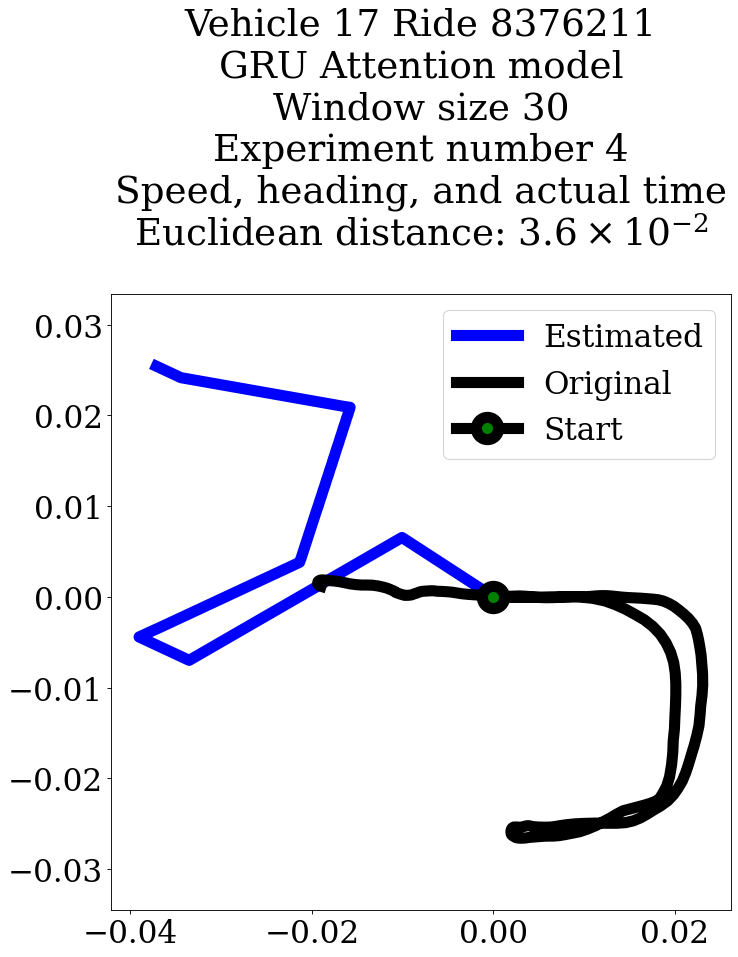 Vehicle 17 Ride 8376211
GRU Attention model
Window size 30
Experiment number 4
Speed, heading, and actual time
Euclidean distance: 3.6 × 10⁻²
Estimated
Original
Start
0.03
0.02
0.01
0.00
−0.01
−0.02
−0.03
−0.04
−0.02
0.00
0.02